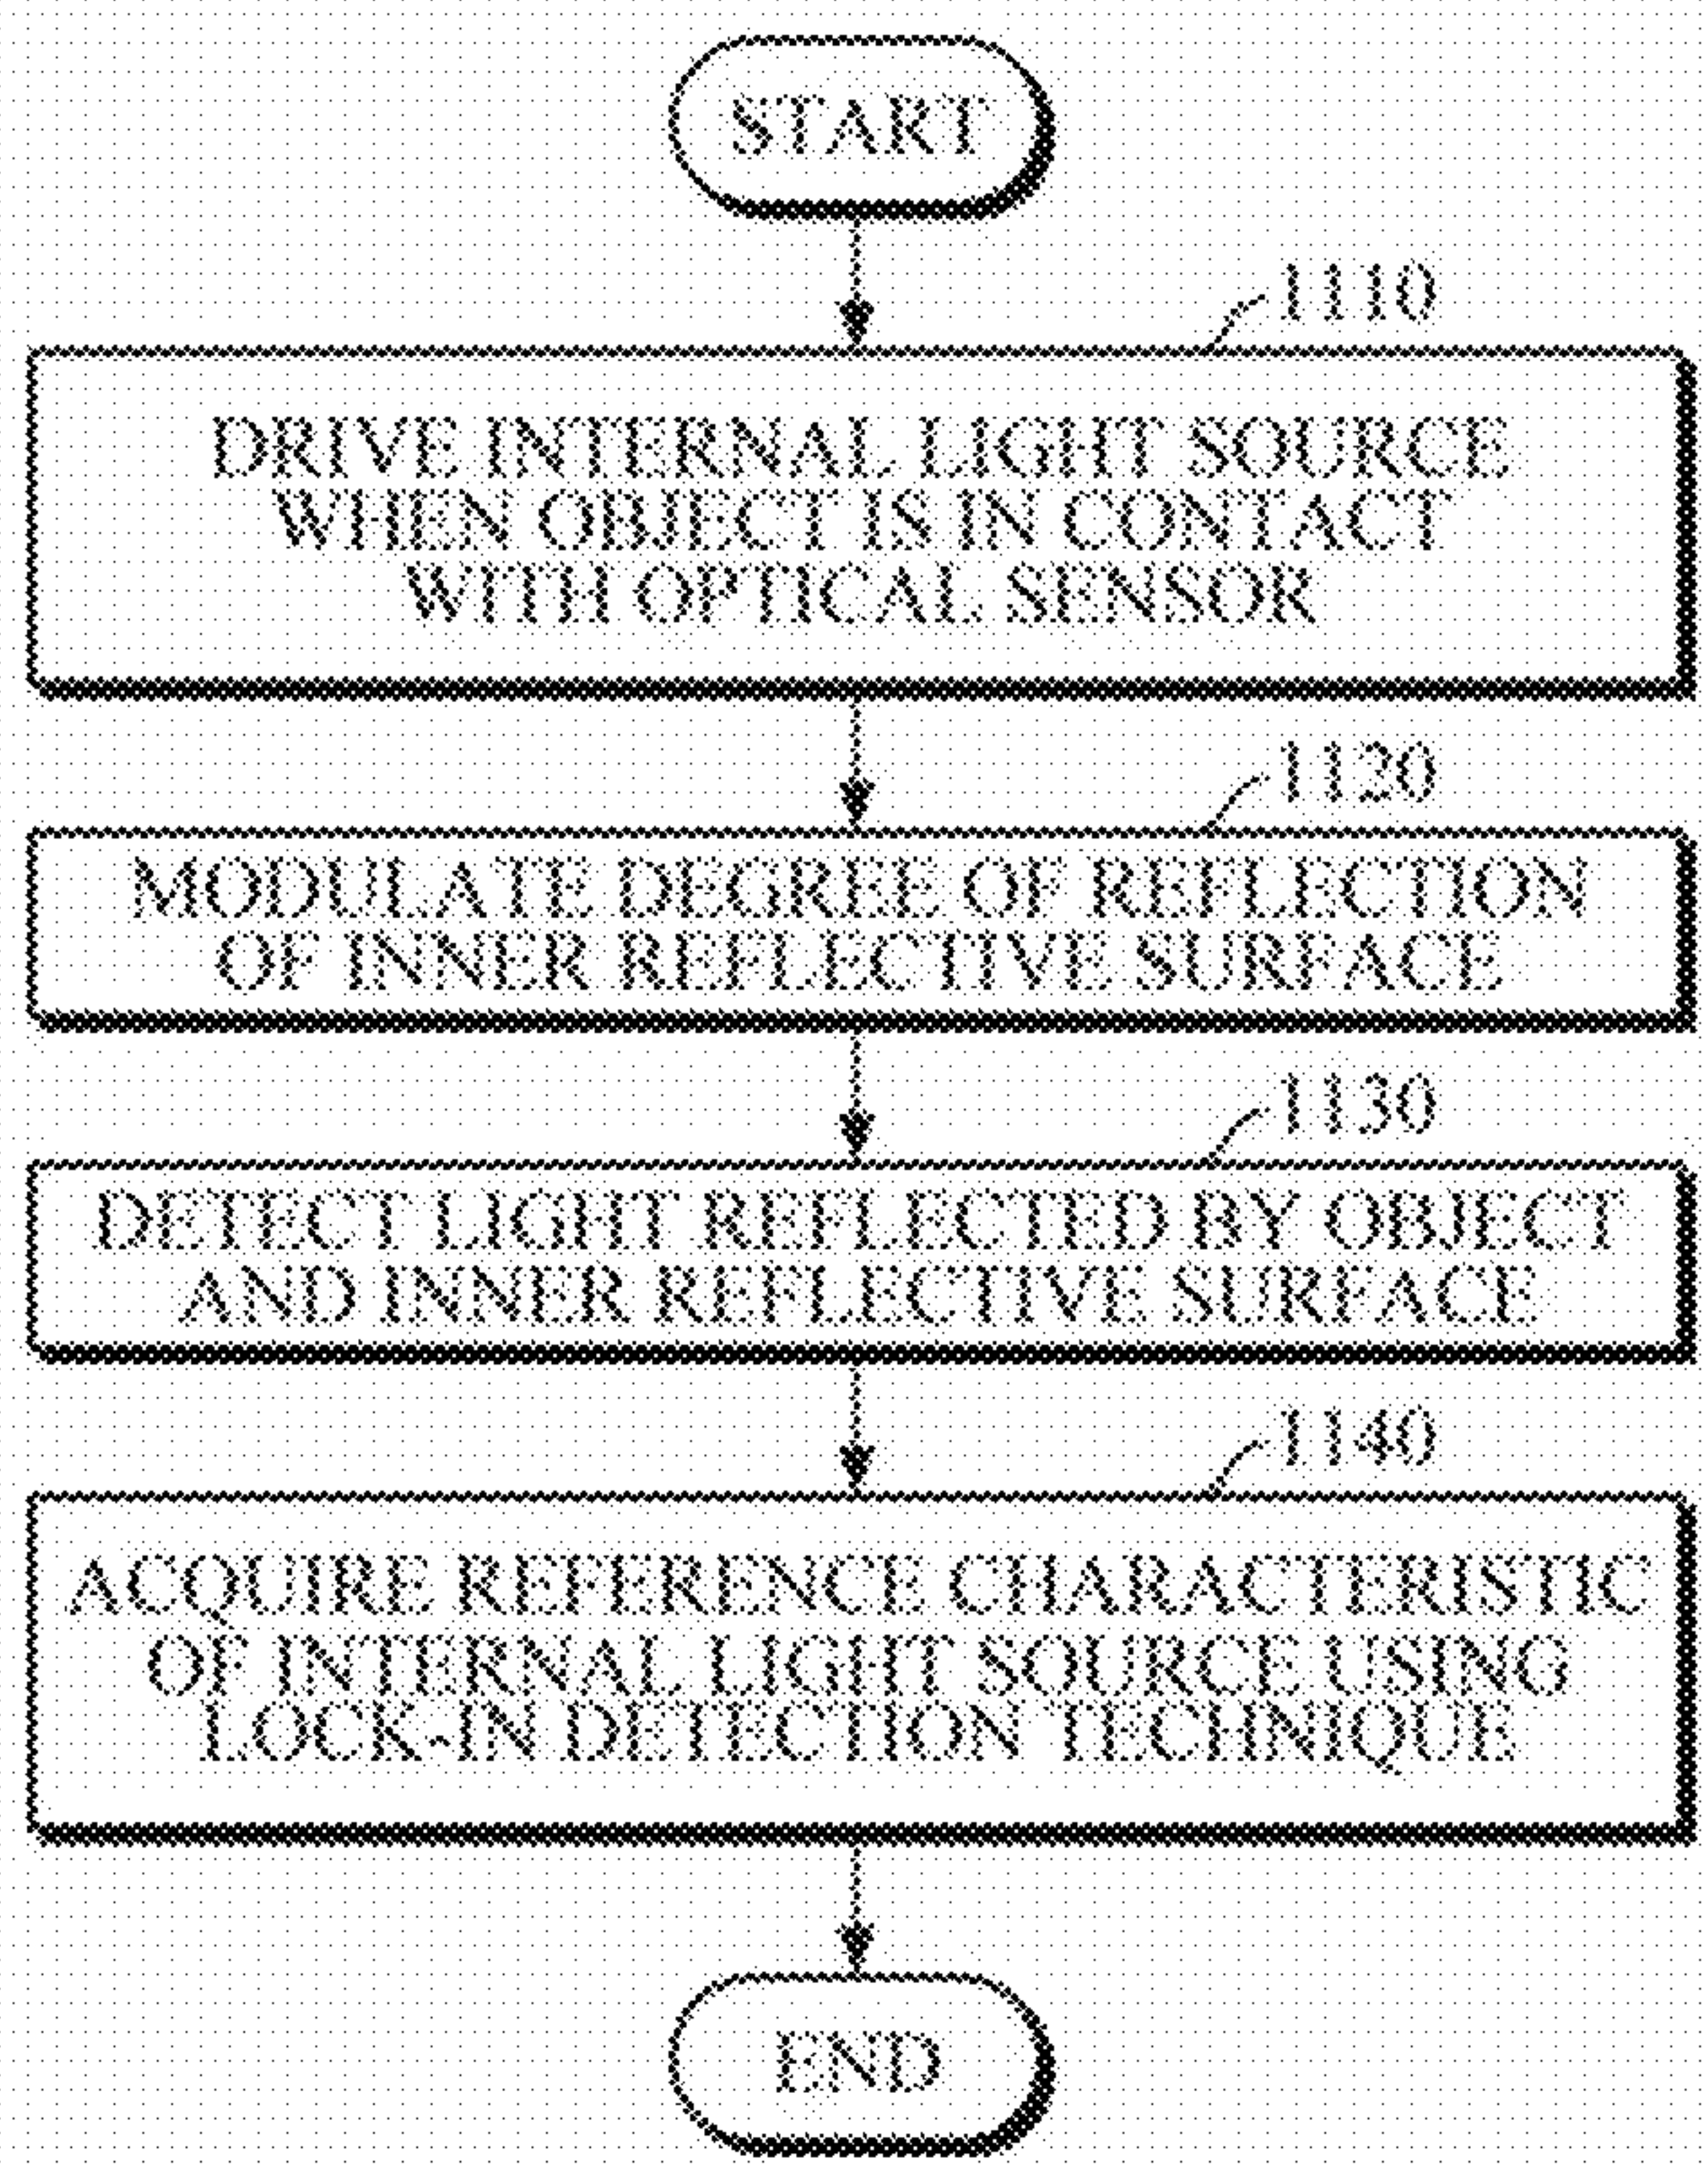 START
1110
DRIVE INTERNAL LIGHT SOURCE
WHEN OBJECT IS IN CONTACT
WITH OPTICAL SENSOR
1120
MODULATE DEGREE OF REFLECTION
OF INNER REFLECTIVE SURFACE
1130
DETECT LIGHT REFLECTED BY OBJECT
AND INNER REFLECTIVE SURFACE
1140
ACQUIRE REFERENCE CHARACTERISTIC
OF INTERNAL LIGHT SOURCE USING
LOCK-IN DETECTION TECHNIQUE
END